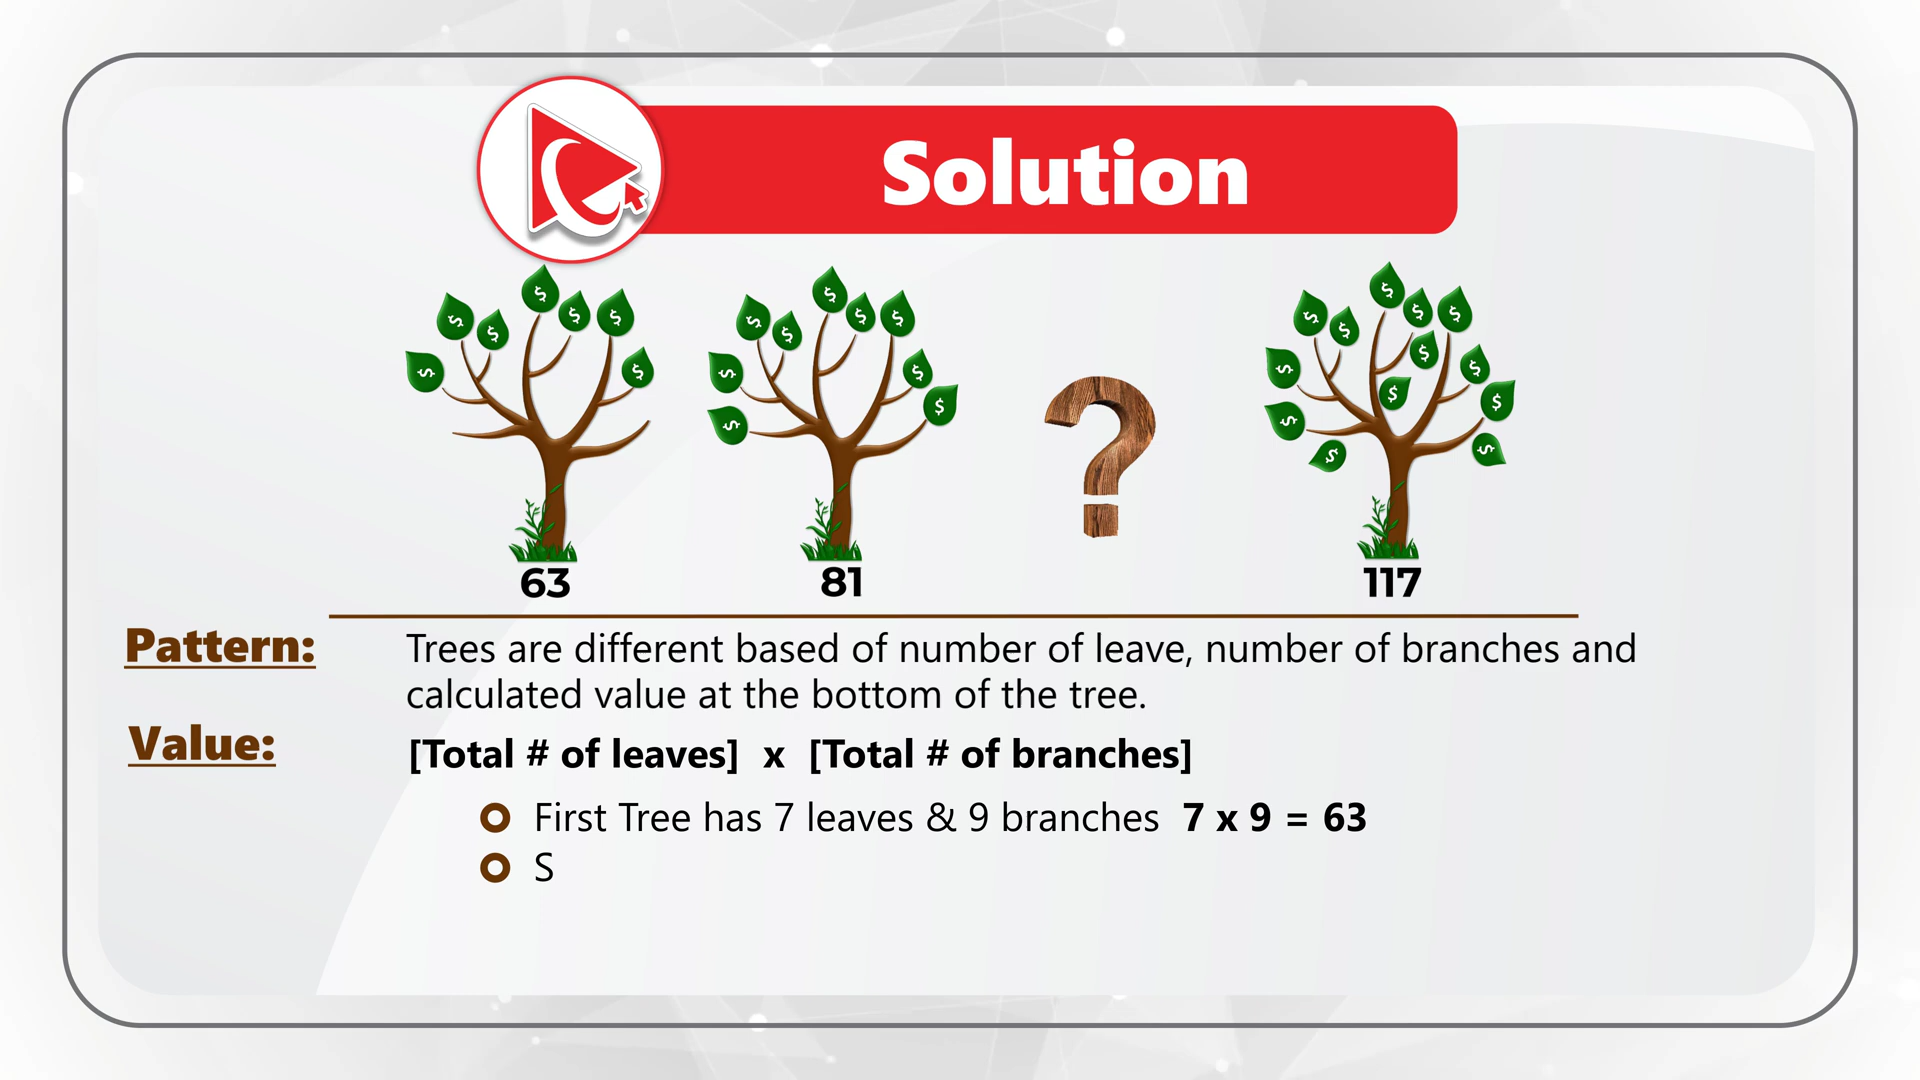 Solution
63 81 117
Pattern: Trees are different based of number of leave, number of branches and
calculated value at the bottom of the tree.
Value: [Total # of leaves] x [Total # of branches]
First Tree has 7 leaves & 9 branches 7 x 9 = 63
S